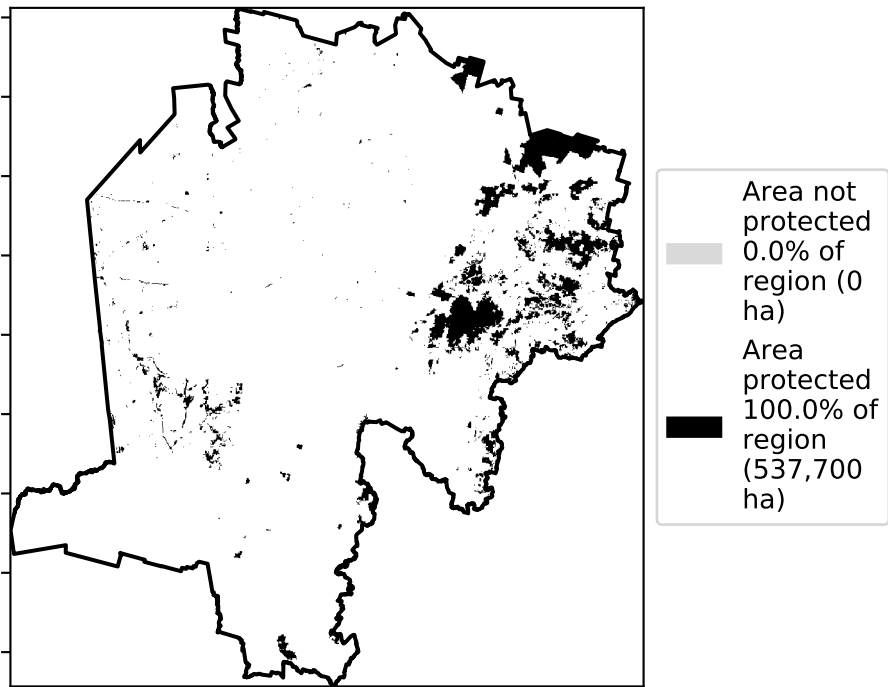 Area not
protected
0.0% of
region (0
ha)
Area
protected
100.0% of
region
(537,700
ha)